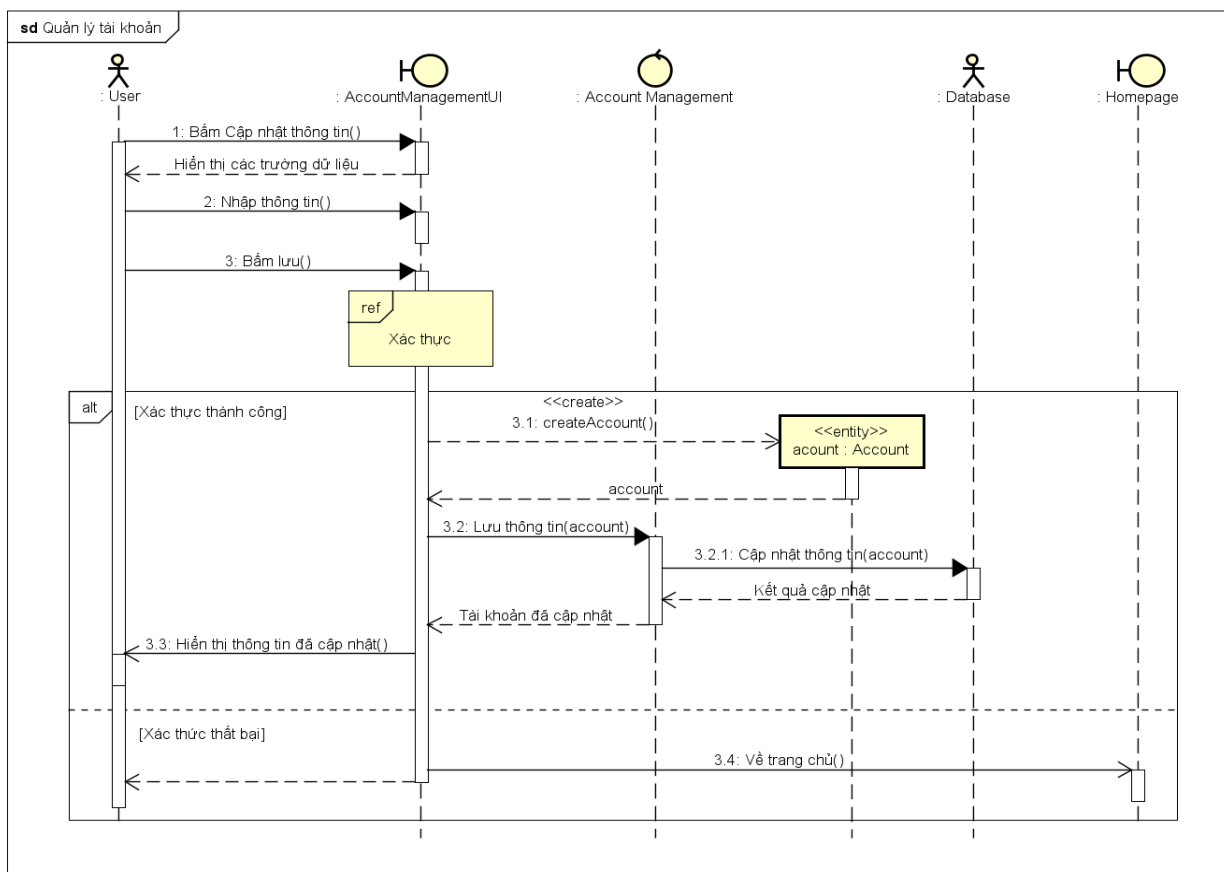 sd Quản lý tài khoản
: User
: AccountManagementUI
: Account Management
: Database
: Homepage
1: Bấm Cập nhật thông tin()
Hiển thị các trường dữ liệu
2: Nhập thông tin()
3: Bấm lưu()
ref
Xác thực
alt
[Xác thực thành công]
<<create>>
3.1: createAccount()
<<entity>>
acount : Account
account
3.2: Lưu thông tin(account)
3.2.1: Cập nhật thông tin(account)
Kết quả cập nhật
Tài khoản đã cập nhật
3.3: Hiển thị thông tin đã cập nhật()
[Xác thức thất bại]
3.4: Về trang chủ()